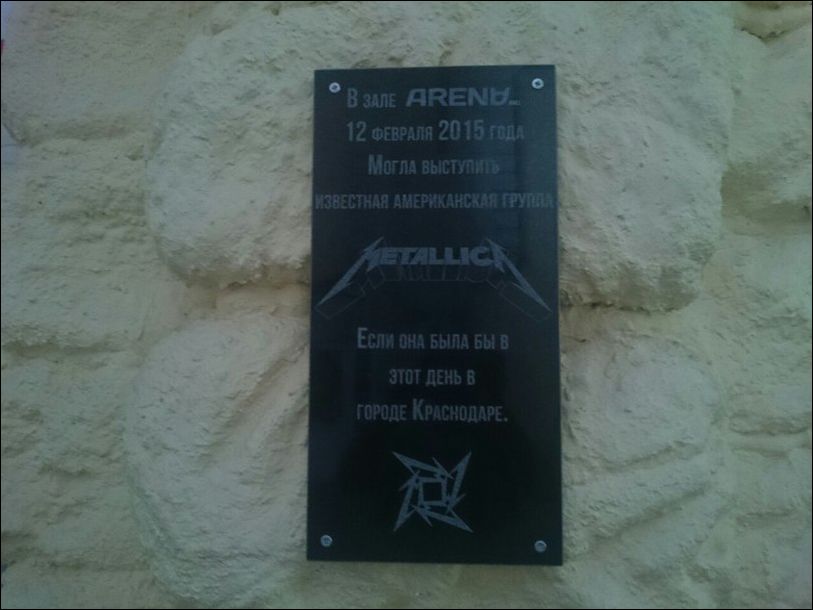 В ЗАЛЕ ARENA
12 ФЕВРАЛЯ 2015 ГОДА
МОГЛА ВЫСТУПИТЬ
ИЗВЕСТНАЯ АМЕРИКАНСКАЯ ГРУППА
METALLICA
ЕСЛИ ОНА БЫЛА БЫ В
ЭТОТ ДЕНЬ В
ГОРОДЕ КРАСНОДАРЕ.